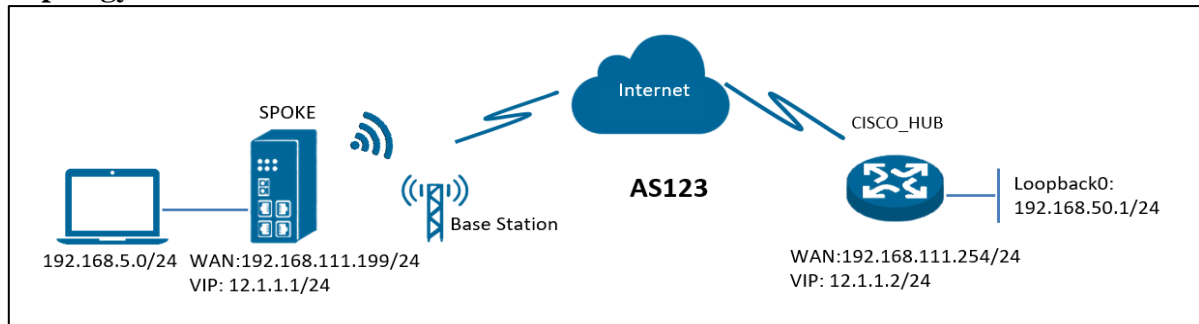 Internet
SPOKE
CISCO_HUB
AS123
Loopback0:
192.168.50.1/24
Base Station
192.168.5.0/24
WAN:192.168.111.199/24
VIP: 12.1.1.1/24
WAN:192.168.111.254/24
VIP: 12.1.1.2/24